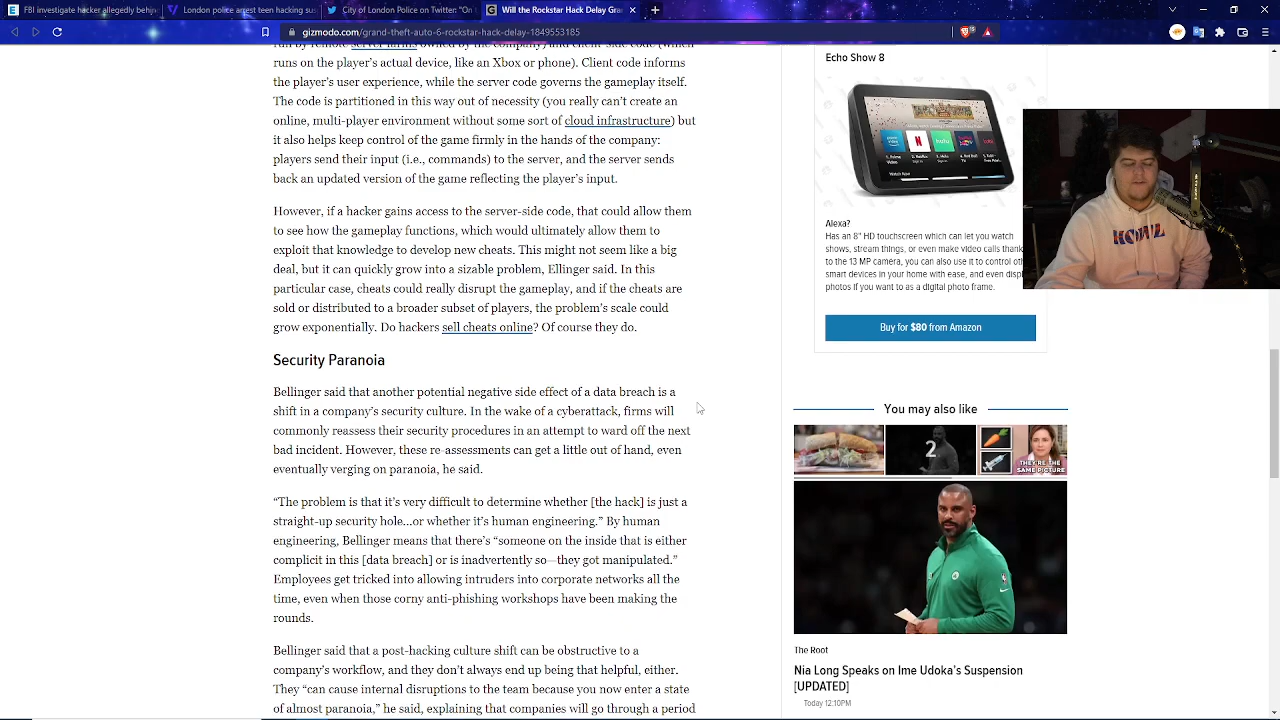 FBI investigate hacker allegedly behin
London police arrest teen hacking sus
City of London Police on Twitter: "On
Will the Rockstar Hack Delay Gran
gizmodo.com/grand-theft-auto-6-rockstar-hack-delay-1849553185
run by remote server farms owned by the company) and client-side code (which
runs on the player's actual device, like an Xbox or phone). Client code informs
the player's user experience, while the server code governs the gameplay itself.
The code is partitioned in this way out of necessity (you really can't create an
online, multi-player environment without some sort of cloud infrastructure) but
it also helps keep control of the game firmly in the hands of the company:
players send their input (i.e., commands) to the server, and the server sends
back an updated version of the game reflecting the user's input.
However, if a hacker gains access to the server-side code, that could allow them
to see how the gameplay functions, which would ultimately allow them to
exploit that knowledge to develop new cheats. This might not seem like a big
deal, but it can quickly grow into a sizable problem, Ellinger said. In this
particular case, cheats could really disrupt the gameplay, and if the cheats are
sold or distributed to a broader subset of players, the problem's scale could
grow exponentially. Do hackers sell cheats online? Of course they do.
Security Paranoia
Bellinger said that another potential negative side effect of a data breach is a
shift in a company's security culture. In the wake of a cyberattack, firms will
commonly reassess their security procedures in an attempt to ward off the next
bad incident. However, these re-assessments can get a little out of hand, even
eventually verging on paranoia, he said.
"The problem is that it's very difficult to determine whether [the hack] is just a
straight-up security hole...or whether it's human engineering." By human
engineering, Bellinger means that there's "someone on the inside that is either
complicit in this [data breach] or is inadvertently so—they got manipulated."
Employees get tricked into allowing intruders into corporate networks all the
time, even when those corny anti-phishing workshops have been making the
rounds.
Bellinger said that a post-hacking culture shift can be obstructive to a
company's workflow, and they don't always end up being that helpful, either.
They "can cause internal disruptions to the team because you now enter a state
of almost paranoia," he said, explaining that companies will go through a period
Echo Show 8
Alexa?
Has an 8" HD touchscreen which can let you watch
shows, stream things, or even make video calls thank
to the 13 MP camera, you can also use it to control ot
smart devices in your home with ease, and even disp
photos if you want to as a digital photo frame.
Buy for $80 from Amazon
You may also like
2
THEY'RE THE
SAME PICTURE
The Root
Nia Long Speaks on Ime Udoka's Suspension
[UPDATED]
Today 12:10PM